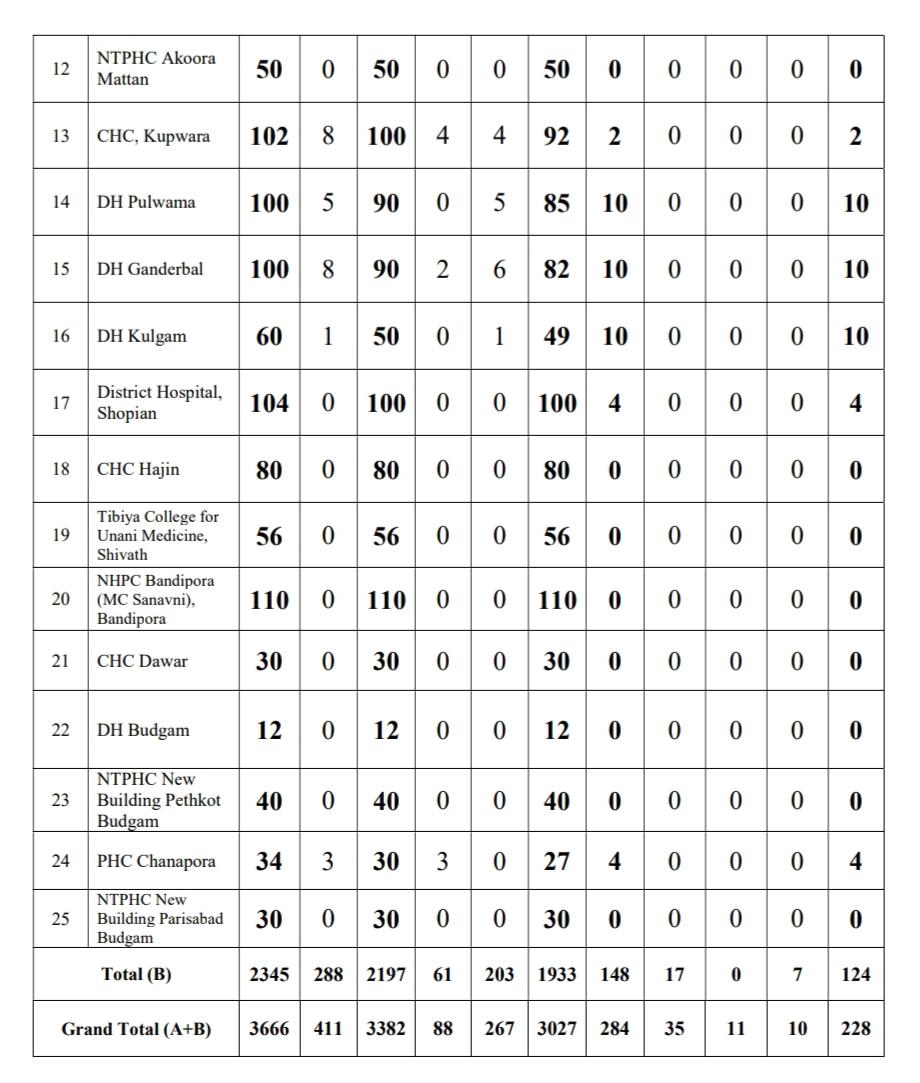 12 NTPHC Akoora Mattan 50 0 50 0 0 50 0 0 0 0 0
13 CHC, Kupwara 102 8 100 4 4 92 2 0 0 0 2
14 DH Pulwama 100 5 90 0 5 85 10 0 0 0 10
15 DH Ganderbal 100 8 90 2 6 82 10 0 0 0 10
16 DH Kulgam 60 1 50 0 1 49 10 0 0 0 10
17 District Hospital, Shopian 104 0 100 0 0 100 4 0 0 0 4
18 CHC Hajin 80 0 80 0 0 80 0 0 0 0 0
19 Tibiya College for Unani Medicine, Shivath 56 0 56 0 0 56 0 0 0 0 0
20 NHPC Bandipora (MC Sanavni), Bandipora 110 0 110 0 0 110 0 0 0 0 0
21 CHC Dawar 30 0 30 0 0 30 0 0 0 0 0
22 DH Budgam 12 0 12 0 0 12 0 0 0 0 0
23 NTPHC New Building Pethkot Budgam 40 0 40 0 0 40 0 0 0 0 0
24 PHC Chanapora 34 3 30 3 0 27 4 0 0 0 4
25 NTPHC New Building Parisabad Budgam 30 0 30 0 0 30 0 0 0 0 0
Total (B) 2345 288 2197 61 203 1933 148 17 0 7 124
Grand Total (A+B) 3666 411 3382 88 267 3027 284 35 11 10 228